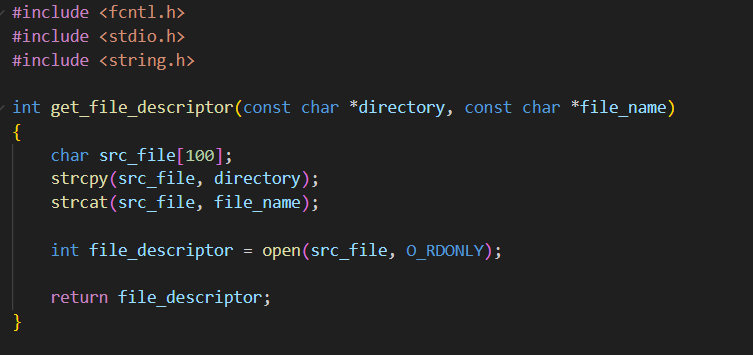 #include <fcntl.h>
#include <stdio.h>
#include <string.h>

int get_file_descriptor(const char *directory, const char *file_name)
{
    char src_file[100];
    strcpy(src_file, directory);
    strcat(src_file, file_name);

    int file_descriptor = open(src_file, O_RDONLY);

    return file_descriptor;
}